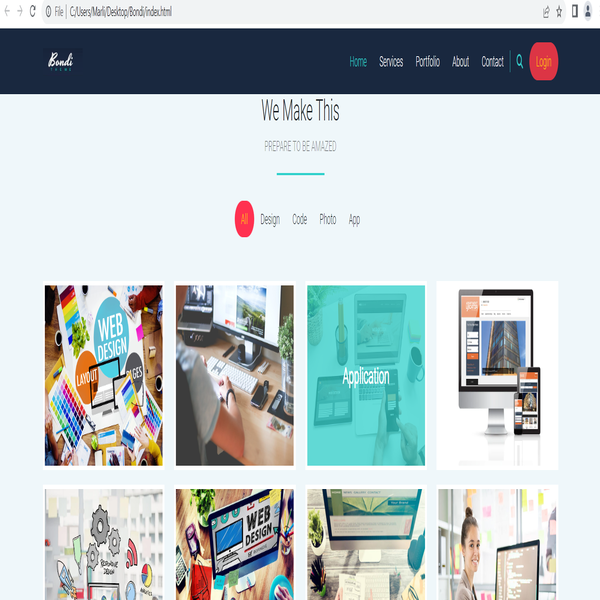 File C:/Users/Marli/Desktop/Bondi/index.html
Bondi
Home Services Portfolio About Contact Login
We Make This
PREPARE TO BE AMAZED
All Design Code Photo App
WEB
DESIGN
LAYOUT
PAGES
Application
WEB
DESIGN